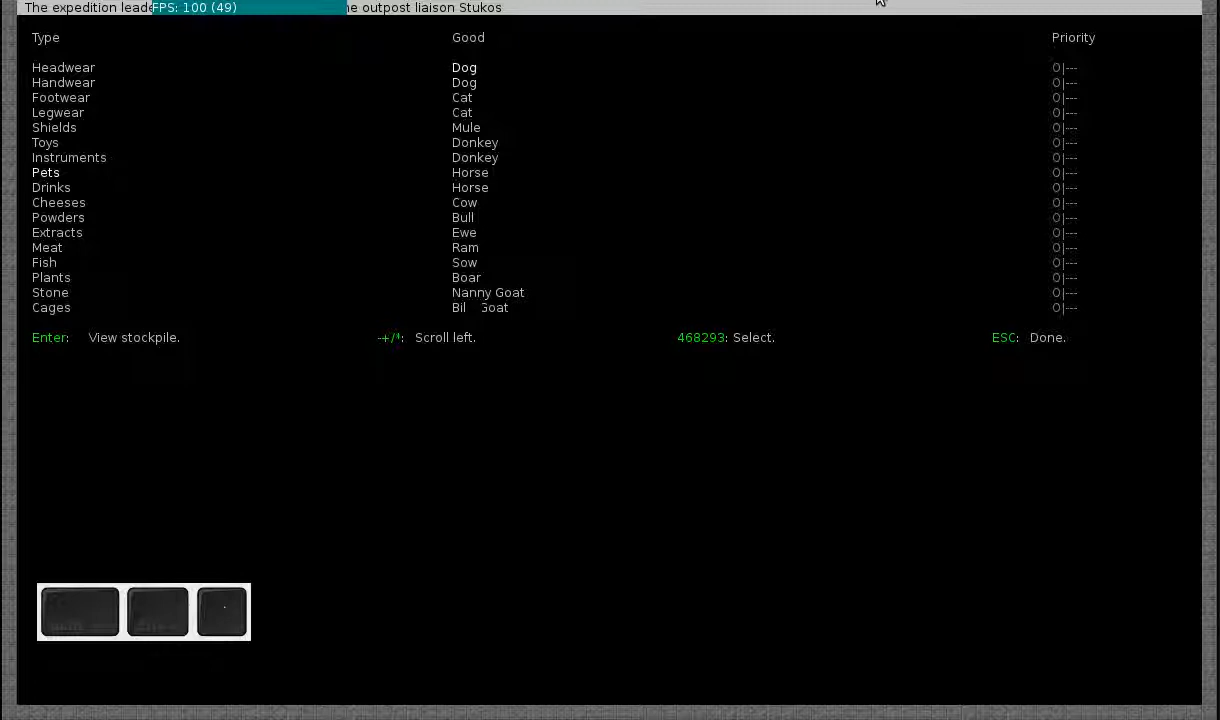 The expedition leade FPS: 100 (49) he outpost liaison Stukos
Type Good Priority
Headwear Dog 0|---
Handwear Dog 0|---
Footwear Cat 0|---
Legwear Cat 0|---
Shields Mule 0|---
Toys Donkey 0|---
Instruments Donkey 0|---
Pets Horse 0|---
Drinks Horse 0|---
Cheeses Cow 0|---
Powders Bull 0|---
Extracts Ewe 0|---
Meat Ram 0|---
Fish Sow 0|---
Plants Boar 0|---
Stone Nanny Goat 0|---
Cages Bil Goat 0|---
Enter: View stockpile. -+/*: Scroll left. 468293: Select. ESC: Done.